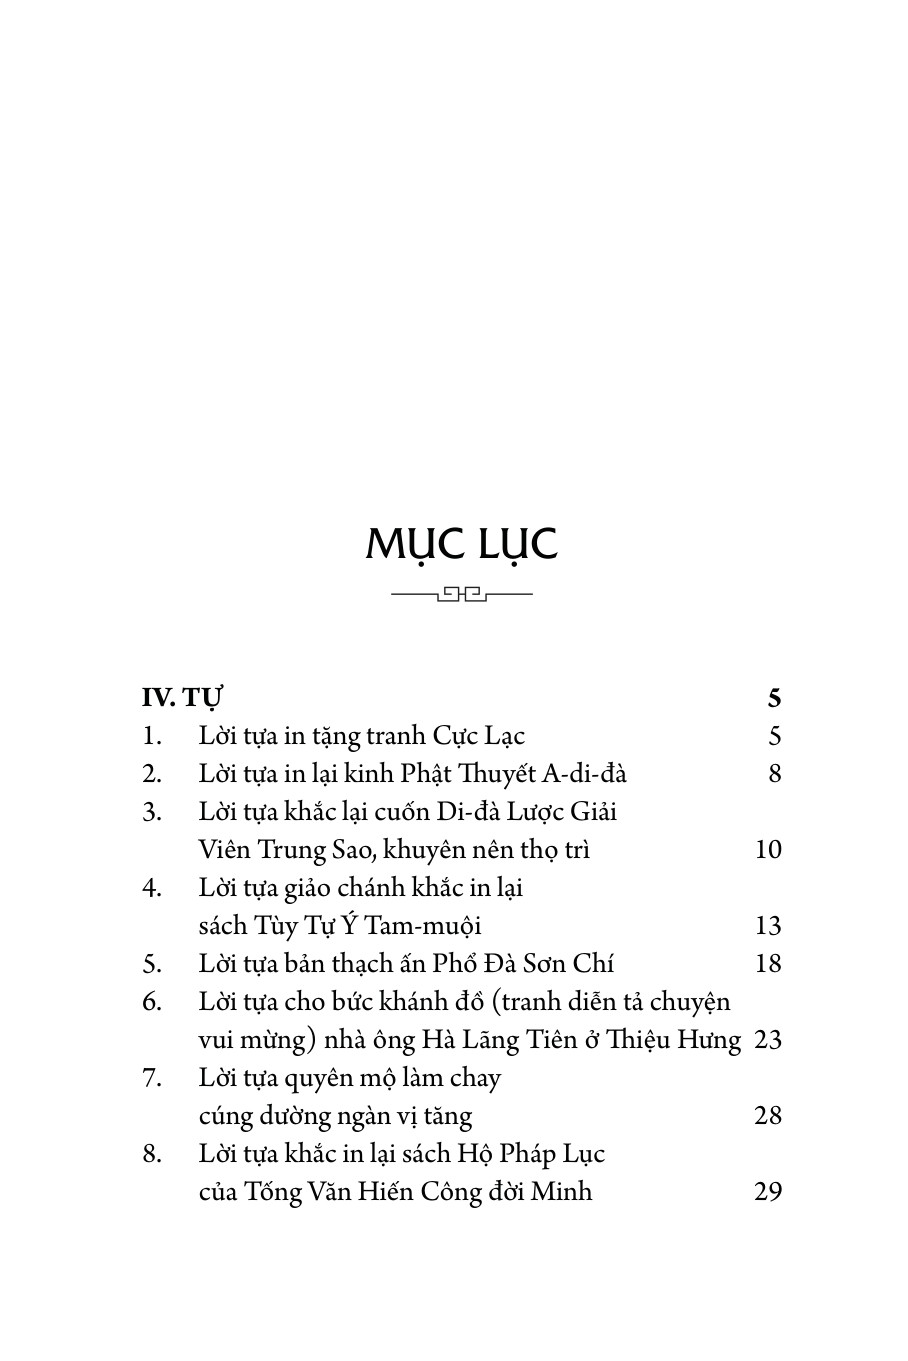 MỤC LỤC
IV. TỰ 5
1. Lời tựa in tặng tranh Cực Lạc 5
2. Lời tựa in lại kinh Phật Thuyết A-di-đà 8
3. Lời tựa khắc lại cuốn Di-đà Lược Giải
Viên Trung Sao, khuyên nên thọ trì 10
4. Lời tựa giảo chánh khắc in lại
sách Tùy Tự Ý Tam-muội 13
5. Lời tựa bản thạch ấn Phổ Đà Sơn Chí 18
6. Lời tựa cho bức khánh đồ (tranh diễn tả chuyện
vui mừng) nhà ông Hà Lãng Tiên ở Thiệu Hưng 23
7. Lời tựa quyên mộ làm chay
cúng dường ngàn vị tăng 28
8. Lời tựa khắc in lại sách Hộ Pháp Lục
của Tống Văn Hiến Công đời Minh 29